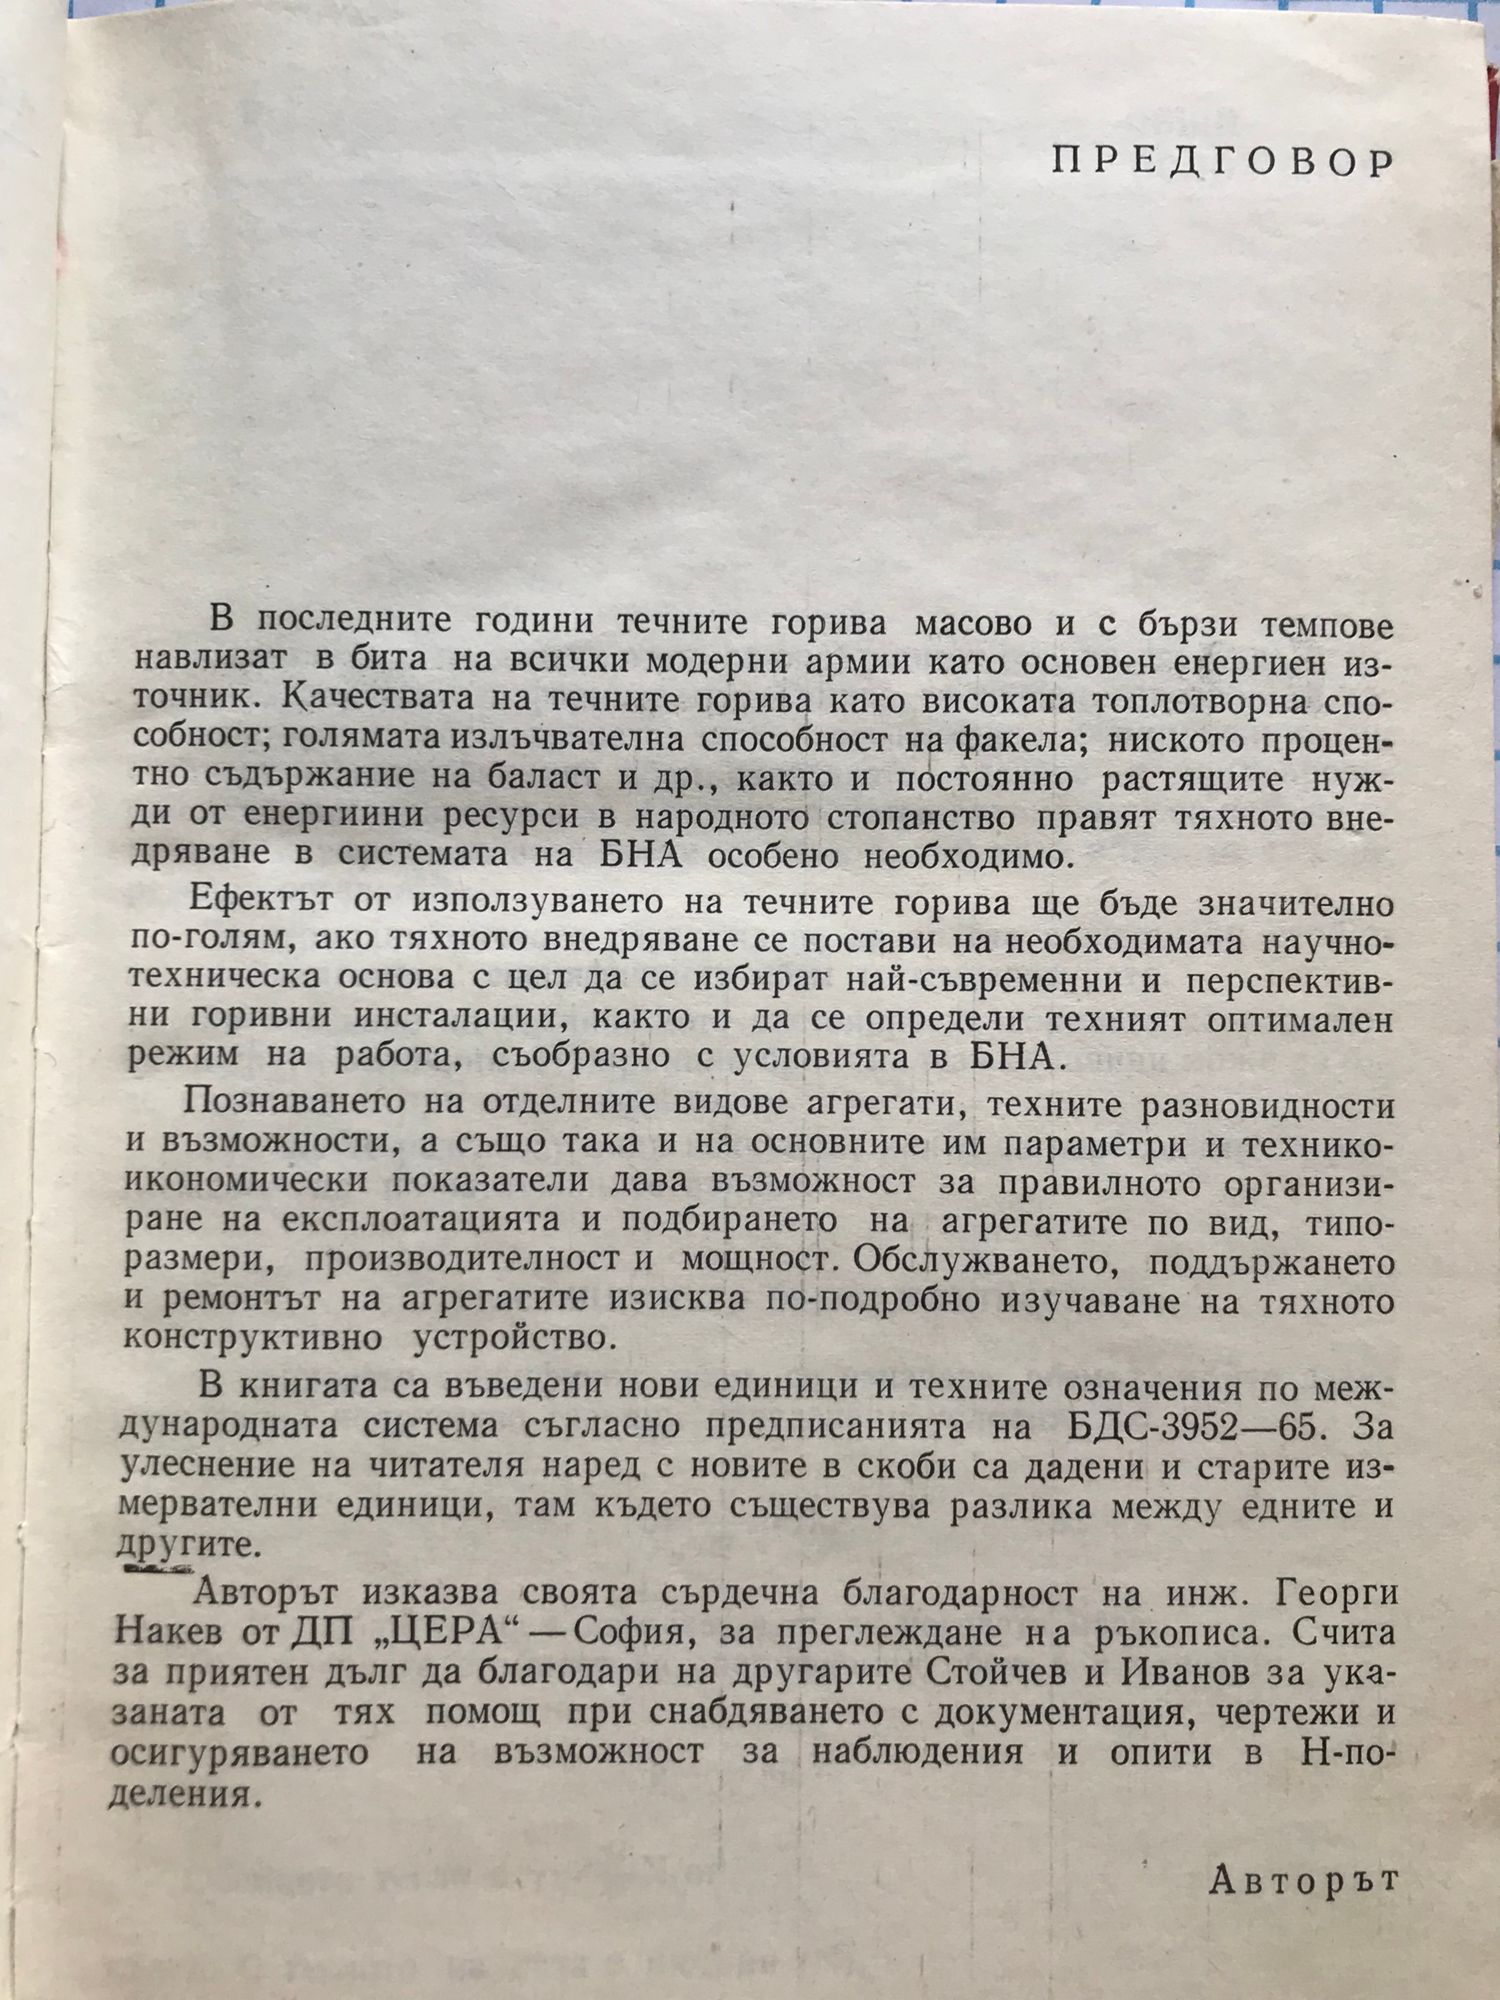 ПРЕДГОВОР
В последните години течните горива масово и с бързи темпове
навлизат в бита на всички модерни армии като основен енергиен из-
точник. Качествата на течните горива като високата топлотворна спо-
собност; голямата излъчвателна способност на факела; ниското процен-
тно съдържание на баласт и др., както и постоянно растящите нуж-
ди от енергиини ресурси в народното стопанство правят тяхното вне-
дряване в системата на БНА особено необходимо.
Ефектът от използуването на течните горива ще бъде значително
по-голям, ако тяхното внедряване се постави на необходимата научно-
техническа основа с цел да се избират най-съвременни и перспектив-
ни горивни инсталации, както и да се определи техният оптимален
режим на работа, съобразно с условията в БНА.
Познаването на отделните видове агрегати, техните разновидности
и възможности, а също така и на основните им параметри и технико-
икономически показатели дава възможност за правилното организи-
ране на експлоатацията и подбирането на агрегатите по вид, типо-
размери, производителност и мощност. Обслужването, поддържането
и ремонтът на агрегатите изисква по-подробно изучаване на тяхното
конструктивно устройство.
В книгата са въведени нови единици и техните означения по меж-
дународната система съгласно предписанията на БДС-3952—65. За
улеснение на читателя наред с новите в скоби са дадени и старите из-
мервателни единици, там където съществува разлика между едните и
другите.
Авторът изказва своята сърдечна благодарност на инж. Георги
Накев от ДП „ЦЕРА“ — София, за преглеждане на ръкописа. Счита
за приятен дълг да благодари на другарите Стойчев и Иванов за ука-
заната от тях помощ при снабдяването с документация, чертежи и
осигуряването на възможност за наблюдения и опити в Н-по-
деления.
Авторът